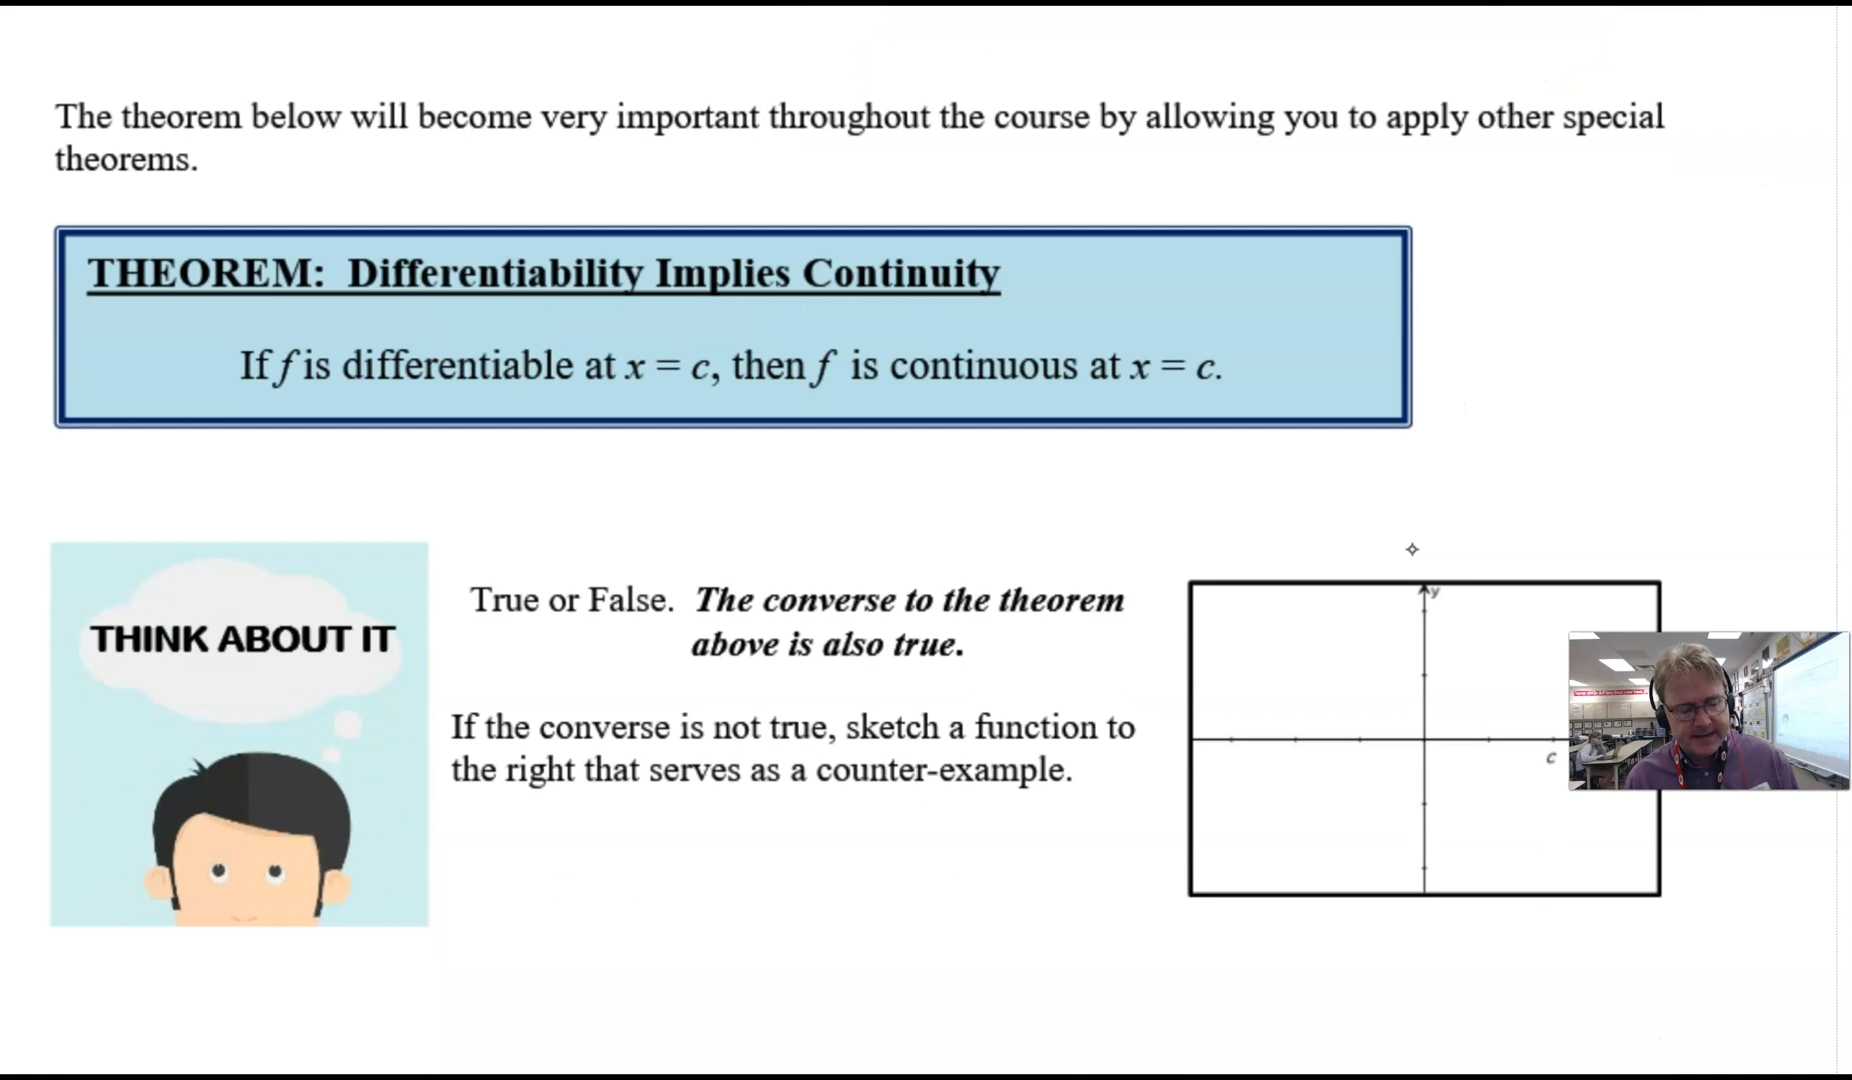 The theorem below will become very important throughout the course by allowing you to apply other special
theorems.
THEOREM: Differentiability Implies Continuity
If f is differentiable at x = c, then f is continuous at x = c.
THINK ABOUT IT
True or False. The converse to the theorem
above is also true.
If the converse is not true, sketch a function to
the right that serves as a counter-example.
y
c